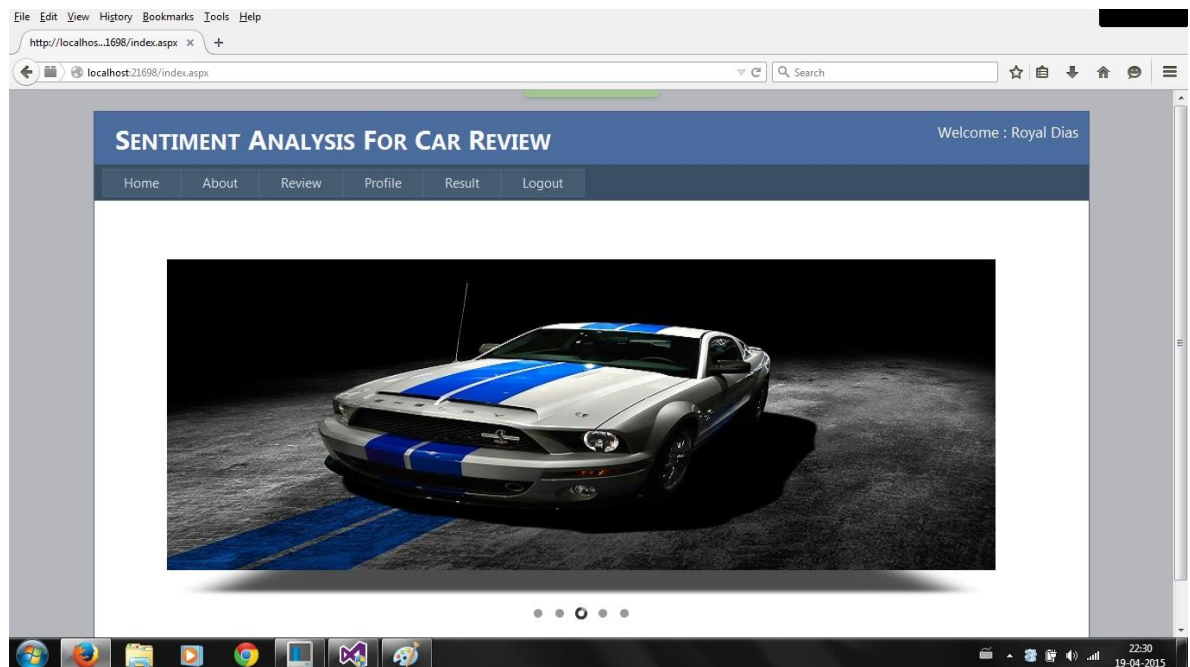 File Edit View History Bookmarks Tools Help
http://localhos...1698/index.aspx × +
localhost:21698/index.aspx
Search
SENTIMENT ANALYSIS FOR CAR REVIEW
Welcome : Royal Dias
Home About Review Profile Result Logout
SHELBY
22:30
19-04-2015